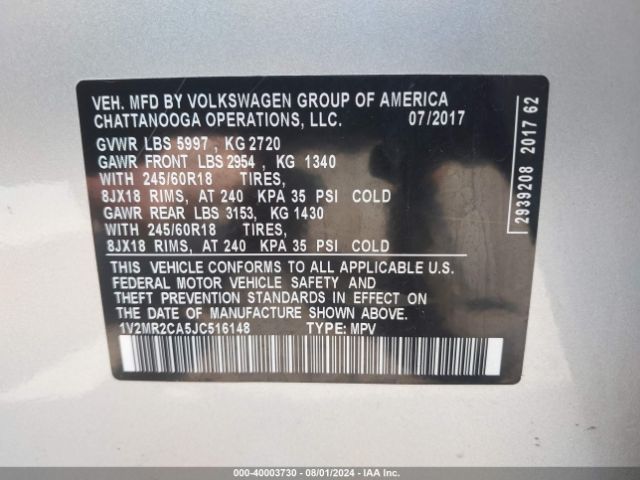 VEH. MFD BY VOLKSWAGEN GROUP OF AMERICA
CHATTANOOGA OPERATIONS, LLC. 07/2017
GVWR LBS 5997 , KG 2720
GAWR FRONT LBS 2954 , KG 1340
WITH 245/60R18 TIRES,
8JX18 RIMS, AT 240 KPA 35 PSI COLD
GAWR REAR LBS 3153, KG 1430
WITH 245/60R18 TIRES,
8JX18 RIMS, AT 240 KPA 35 PSI COLD
THIS VEHICLE CONFORMS TO ALL APPLICABLE U.S.
FEDERAL MOTOR VEHICLE SAFETY, BUMPER, AND
THEFT PREVENTION STANDARDS IN EFFECT ON
THE DATE OF MANUFACTURE SHOWN ABOVE.
1V2MR2CA5JC516148 TYPE: MPV
2939208 2017 62
000-40003730 - 08/01/2024 - IAA Inc.